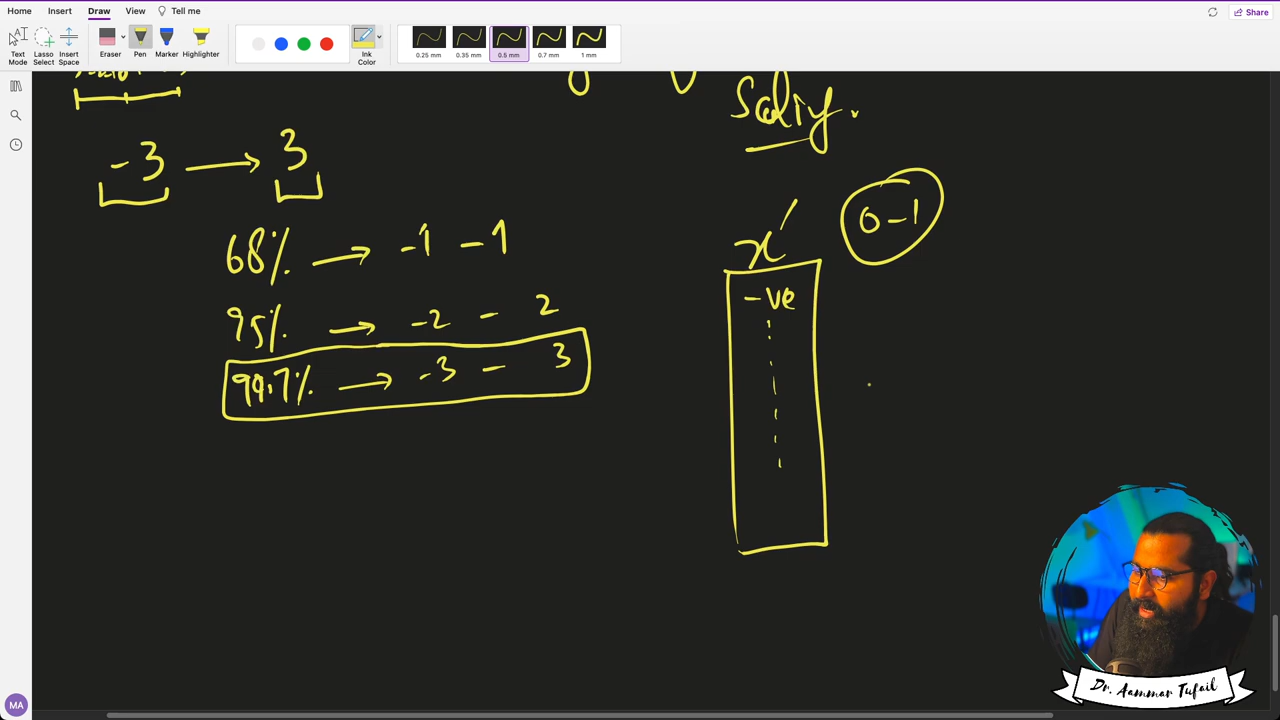 Home Insert Draw View Tell me
Share
Text Mode
Lasso Select
Insert Space
Eraser
Pen
Marker
Highlighter
Ink Color
0.25 mm
0.35 mm
0.5 mm
0.7 mm
1 mm
-3 → 3
68% → -1 - 1
95% → -2 - 2
99.7% → -3 - 3
x'
0-1
-ve
MA
Dr. Aammar Tufail